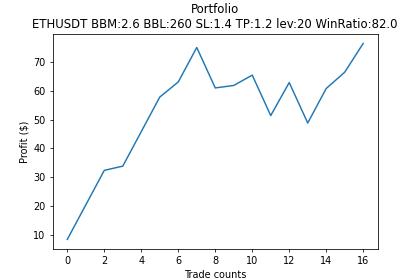 Portfolio
ETHUSDT BBM:2.6 BBL:260 SL:1.4 TP:1.2 lev:20 WinRatio:82.0
70
60
50
40
30
20
10
Profit ($)
0 2 4 6 8 10 12 14 16
Trade counts